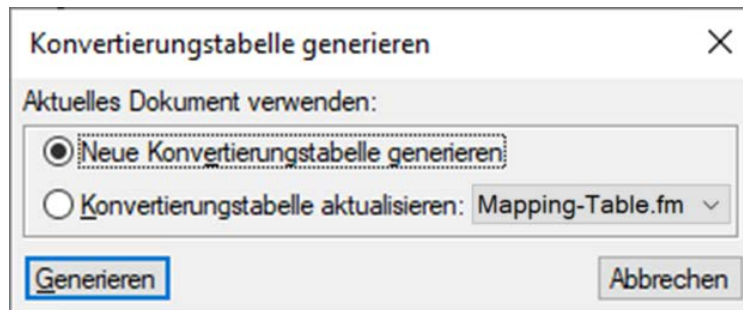 Konvertierungstabelle generieren
Aktuelles Dokument verwenden:
Neue Konvertierungstabelle generieren
Konvertierungstabelle aktualisieren: Mapping-Table.fm
Generieren Abbrechen